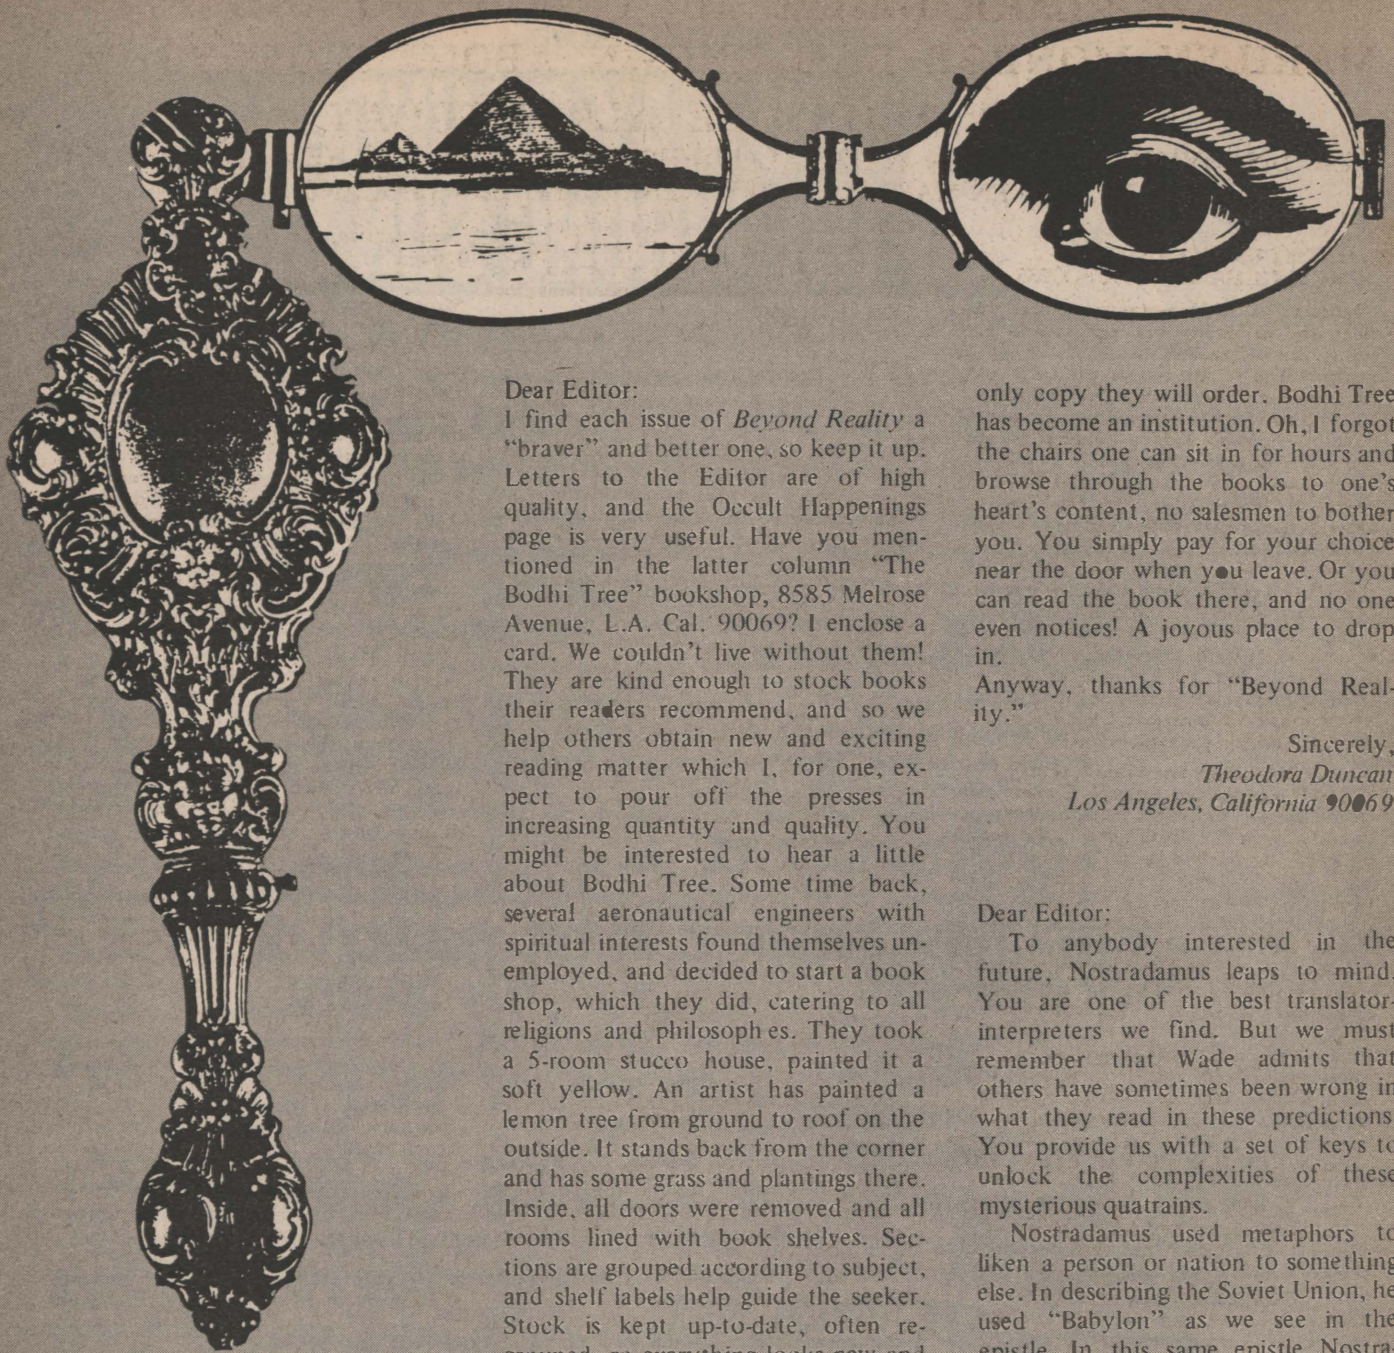 Dear Editor:
I find each issue of Beyond Reality a
“braver” and better one, so keep it up.
Letters to the Editor are of high
quality, and the Occult Happenings
page is very useful. Have you men-
tioned in the latter column “The
Bodhi Tree” bookshop, 8585 Melrose
Avenue, L.A. Cal. 90069? I enclose a
card. We couldn’t live without them!
They are kind enough to stock books
their readers recommend, and so we
help others obtain new and exciting
reading matter which I, for one, ex-
pect to pour off the presses in
increasing quantity and quality. You
might be interested to hear a little
about Bodhi Tree. Some time back,
several aeronautical engineers with
spiritual interests found themselves un-
employed, and decided to start a book
shop, which they did, catering to all
religions and philosoph es. They took
a 5-room stucco house, painted it a
soft yellow. An artist has painted a
lemon tree from ground to roof on the
outside. It stands back from the corner
and has some grass and plantings there.
Inside, all doors were removed and all
rooms lined with book shelves. Sec-
tions are grouped according to subject,
and shelf labels help guide the seeker.
Stock is kept up-to-date, often re-
so everything looks new and
only copy they will order. Bodhi Tree
has become an institution. Oh, I forgot
the chairs one can sit in for hours and
browse through the books to one’s
heart’s content, no salesmen to bother
you. You simply pay for your choice
near the door when you leave. Or you
can read the book there, and no one
even notices! A joyous place to drop
in.
Anyway, thanks for “Beyond Real-
ity.”
Sincerely,
Theodora Duncan
Los Angeles, California 90069
Dear Editor:
To anybody interested in the
future, Nostradamus leaps to mind.
You are one of the best translator-
interpreters we find. But we must
remember that Wade admits that
others have sometimes been wrong in
what they read in these predictions
You provide us with a set of keys to
unlock the complexities of these
mysterious quatrains.
Nostradamus used metaphors to
liken a person or nation to something
else. In describing the Soviet Union, he
used “Babylon” as we see in the
epistle. In this same epistle Nostra-